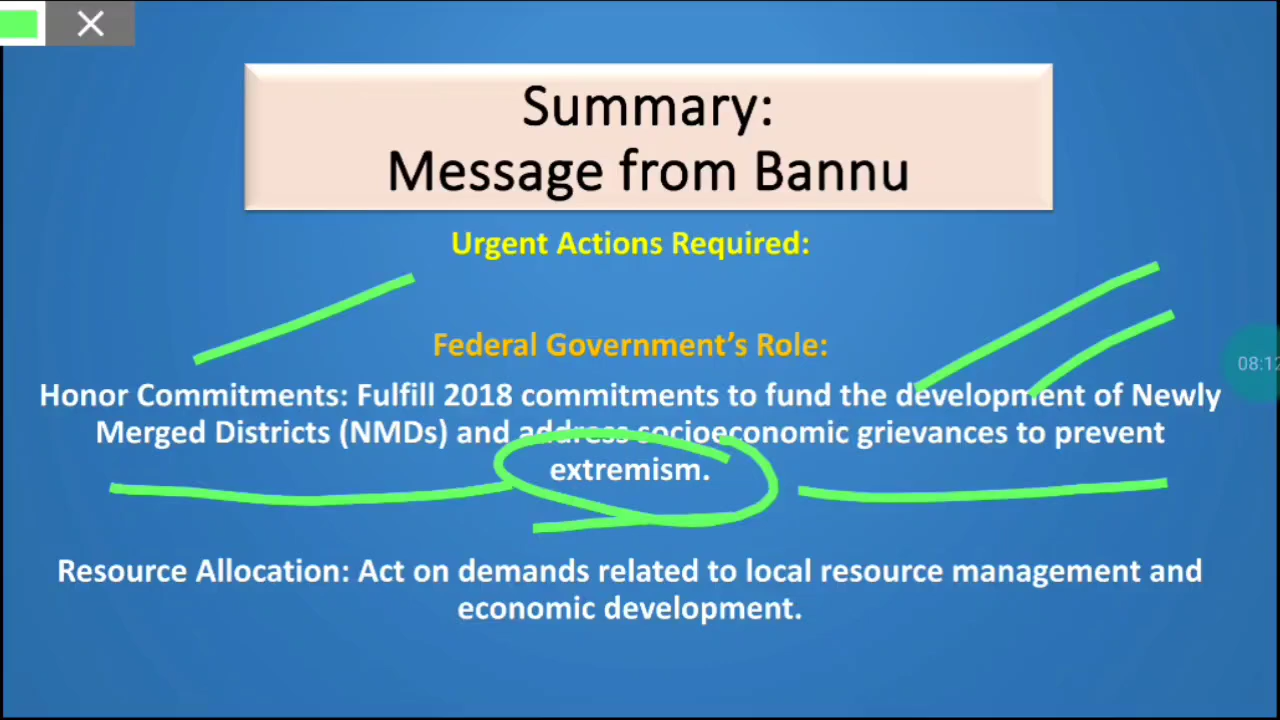 Summary:
Message from Bannu
Urgent Actions Required:
Federal Government's Role:
08:12
Honor Commitments: Fulfill 2018 commitments to fund the development of Newly
Merged Districts (NMDs) and address socioeconomic grievances to prevent
extremism.
Resource Allocation: Act on demands related to local resource management and
economic development.